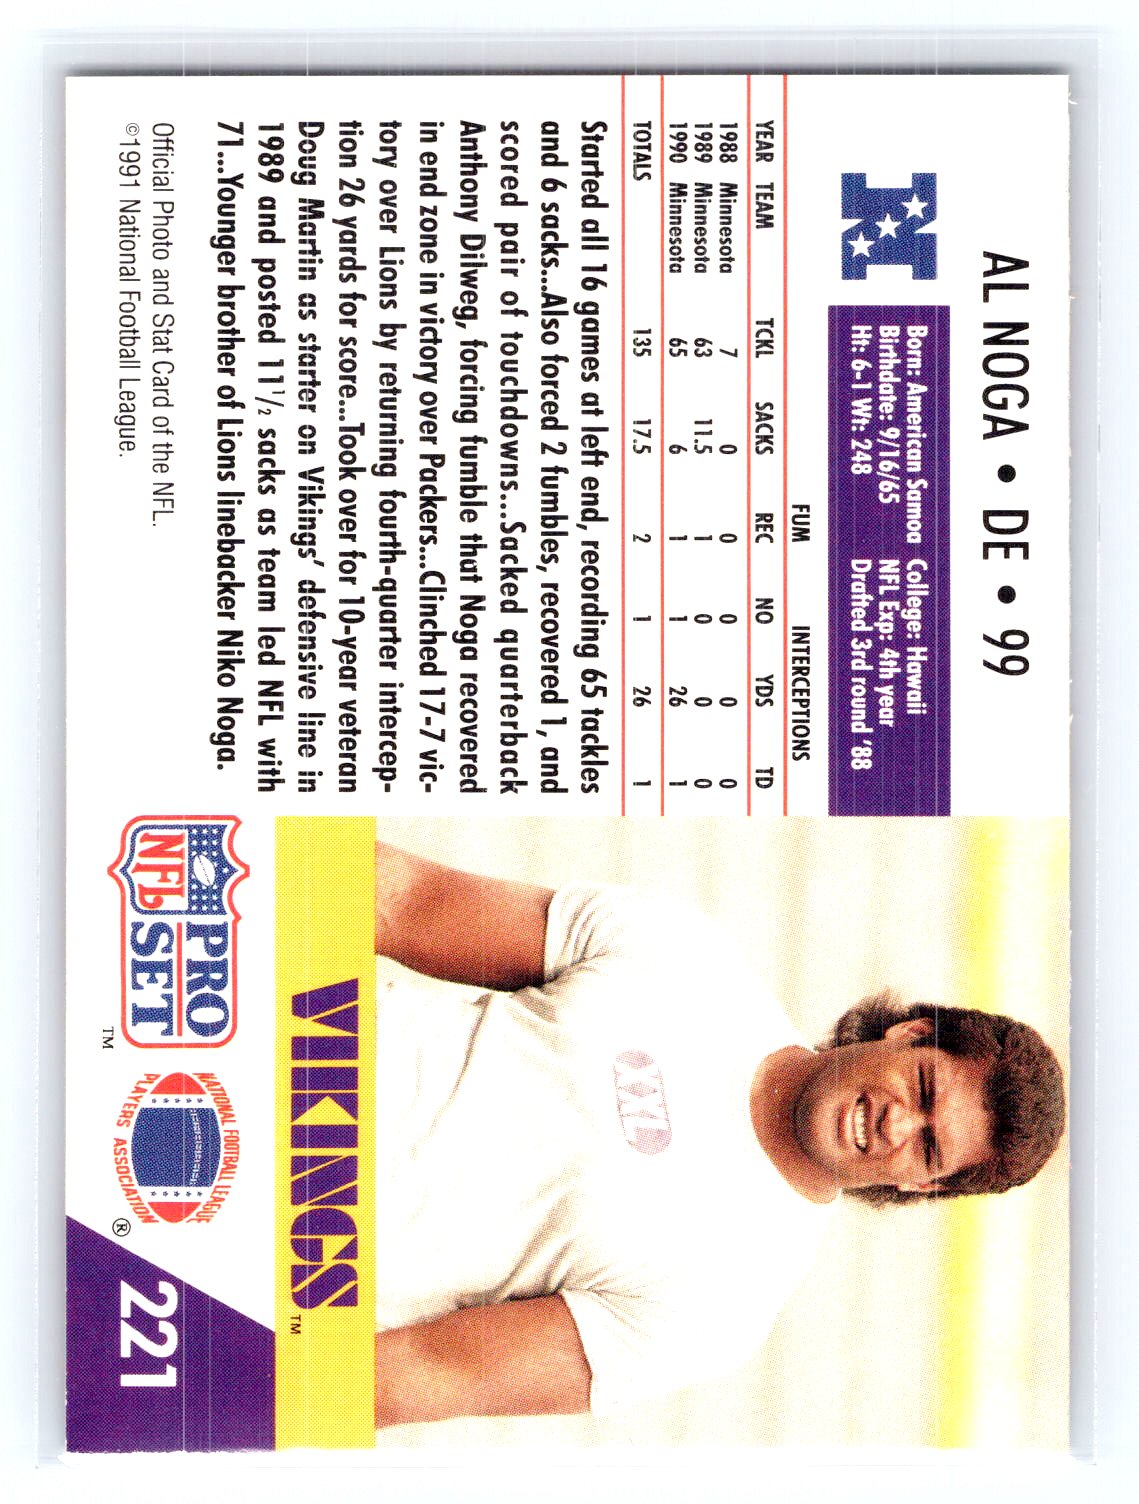 AL NOGA • DE • 99
Born: American Samoa College: Hawaii
Birthdate: 9/16/65 NFL Exp: 4th year
Ht: 6-1 Wt: 248 Drafted 3rd round '88
FUM INTERCEPTIONS
YEAR TEAM TCKL SACKS REC NO YDS TD
1988 Minnesota 7 0 0 0 0 0
1989 Minnesota 63 11.5 1 0 0 0
1990 Minnesota 65 6 1 1 26 1
TOTALS 135 17.5 2 1 26 1
Started all 16 games at left end, recording 65 tackles
and 6 sacks...Also forced 2 fumbles, recovered 1, and
scored pair of touchdowns...Sacked quarterback
Anthony Dilweg, forcing fumble that Noga recovered
in end zone in victory over Packers...Clinched 17-7 vic-
tory over Lions by returning fourth-quarter intercep-
tion 26 yards for score...Took over for 10-year veteran
Doug Martin as starter on Vikings' defensive line in
1989 and posted 11 1/2 sacks as team led NFL with
71...Younger brother of Lions linebacker Niko Noga.
Official Photo and Stat Card of the NFL.
©1991 National Football League.
XXL
VIKINGS™
NFL PRO SET™
NATIONAL FOOTBALL LEAGUE
PLAYERS ASSOCIATION®
221